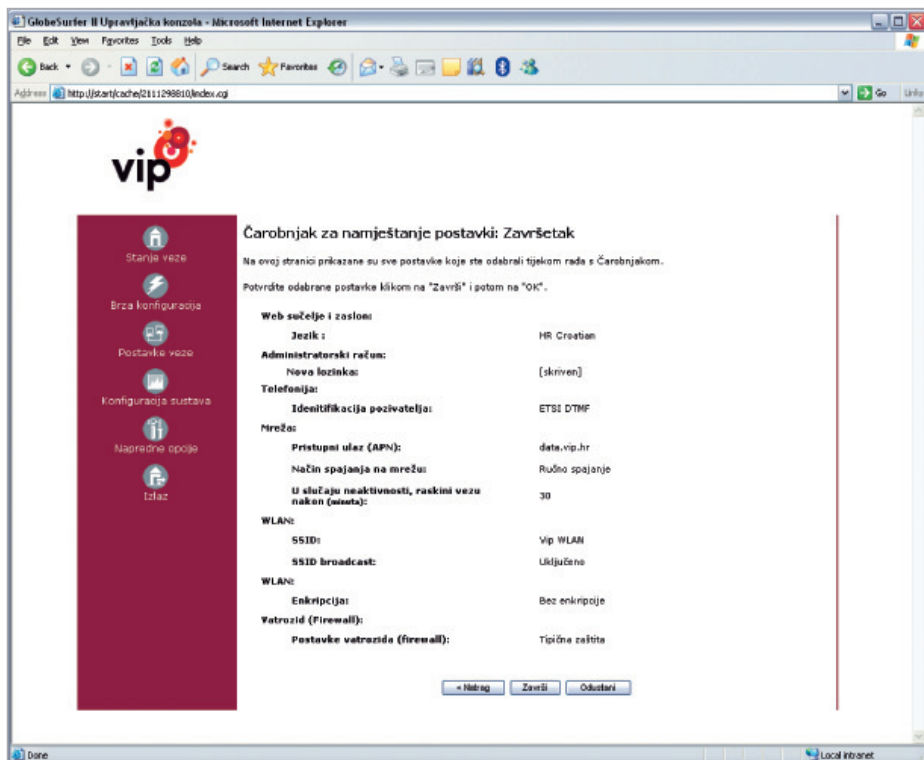 GlobeSurfer II Upravljačka konzola - Microsoft Internet Explorer
File Edit View Favorites Tools Help
Back Search Favorites
Address http://start/cache/2111298810/index.cgi Go Links
vip
Stanje veze
Brza konfiguracija
Postavke veze
Konfiguracija sustava
Napredne opcije
Izlaz
Čarobnjak za namještanje postavki: Završetak
Na ovoj stranici prikazane su sve postavke koje ste odabrali tijekom rada s Čarobnjakom.
Potvrdite odabrane postavke klikom na "Završi" i potom na "OK".
Web sučelje i zaslon:
Jezik : HR Croatian
Administratorski račun:
Nova lozinka: [skriven]
Telefonija:
Idenitifikacija pozivatelja: ETSI DTMF
Mreža:
Pristupni ulaz (APN): data.vip.hr
Način spajanja na mrežu: Ručno spajanje
U slučaju neaktivnosti, raskini vezu
nakon (minuta): 30
WLAN:
SSID: Vip WLAN
SSID broadcast: Uključeno
WLAN:
Enkripcija: Bez enkripcije
Vatrozid (Firewall):
Postavke vatrozida (firewall): Tipična zaštita
< Natrag Završi Odustani
Done Local intranet